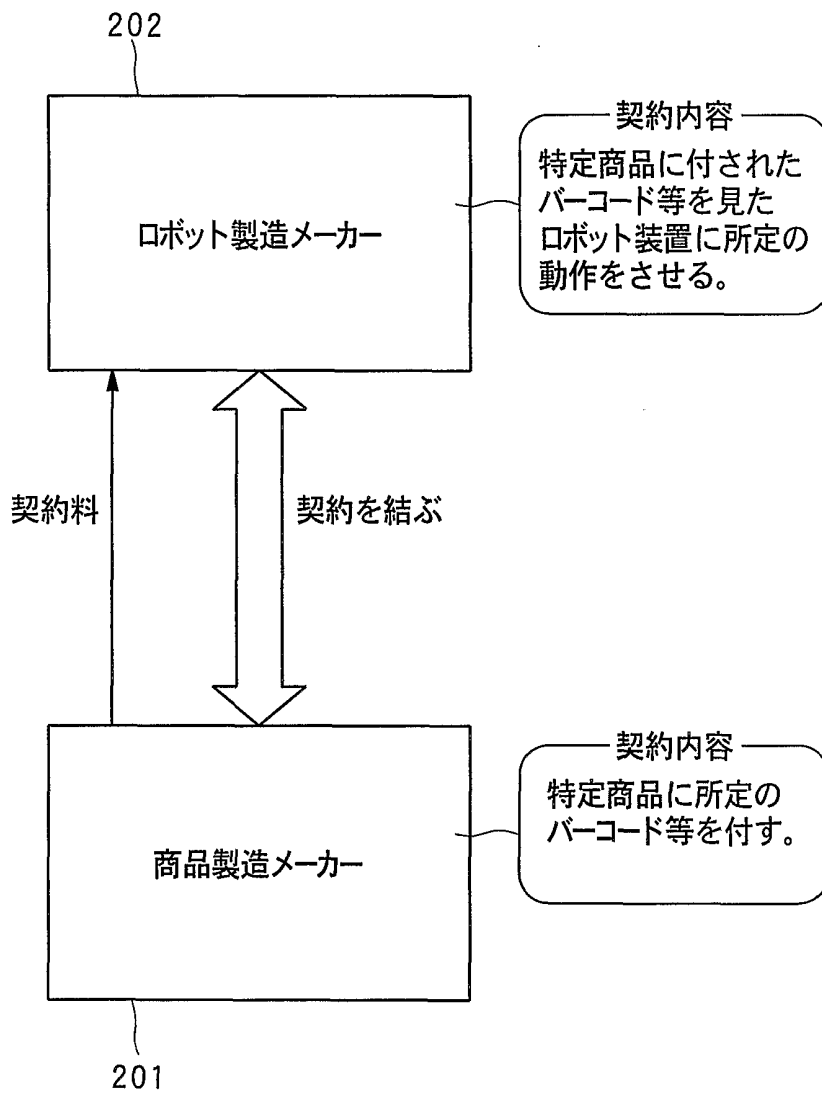 202
契約内容
特定商品に付された
バーコード等を見た
ロボット装置に所定の
動作をさせる。
ロボット製造メーカー
契約料
契約を結ぶ
契約内容
特定商品に所定の
バーコード等を付す。
商品製造メーカー
201